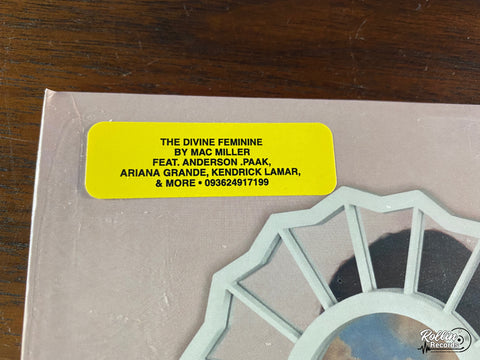 THE DIVINE FEMININE
BY MAC MILLER
FEAT. ANDERSON .PAAK,
ARIANA GRANDE, KENDRICK LAMAR,
& MORE • 093624917199
Rollin'
Records